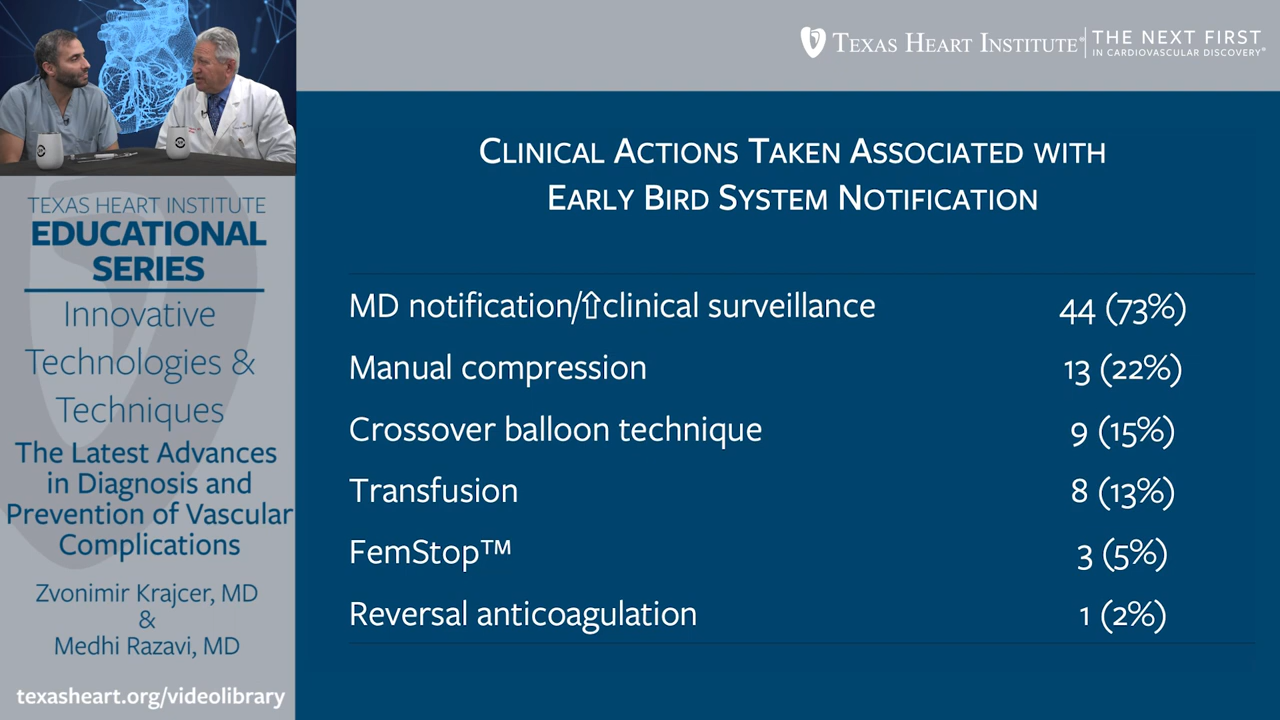 TEXAS HEART INSTITUTE® THE NEXT FIRST
IN CARDIOVASCULAR DISCOVERY®
TEXAS HEART INSTITUTE
EDUCATIONAL
SERIES
Innovative
Technologies &
Techniques
The Latest Advances
in Diagnosis and
Prevention of Vascular
Complications
Zvonimir Krajcer, MD
&
Medhi Razavi, MD
texasheart.org/videolibrary
CLINICAL ACTIONS TAKEN ASSOCIATED WITH
EARLY BIRD SYSTEM NOTIFICATION
MD notification/⇧clinical surveillance 44 (73%)
Manual compression 13 (22%)
Crossover balloon technique 9 (15%)
Transfusion 8 (13%)
FemStop™ 3 (5%)
Reversal anticoagulation 1 (2%)